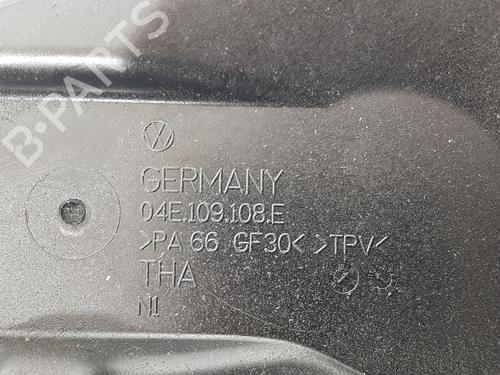 B-PARTS
GERMANY
04E.109.108.E
>PA 66 GF30< >TPV<
THA
N1